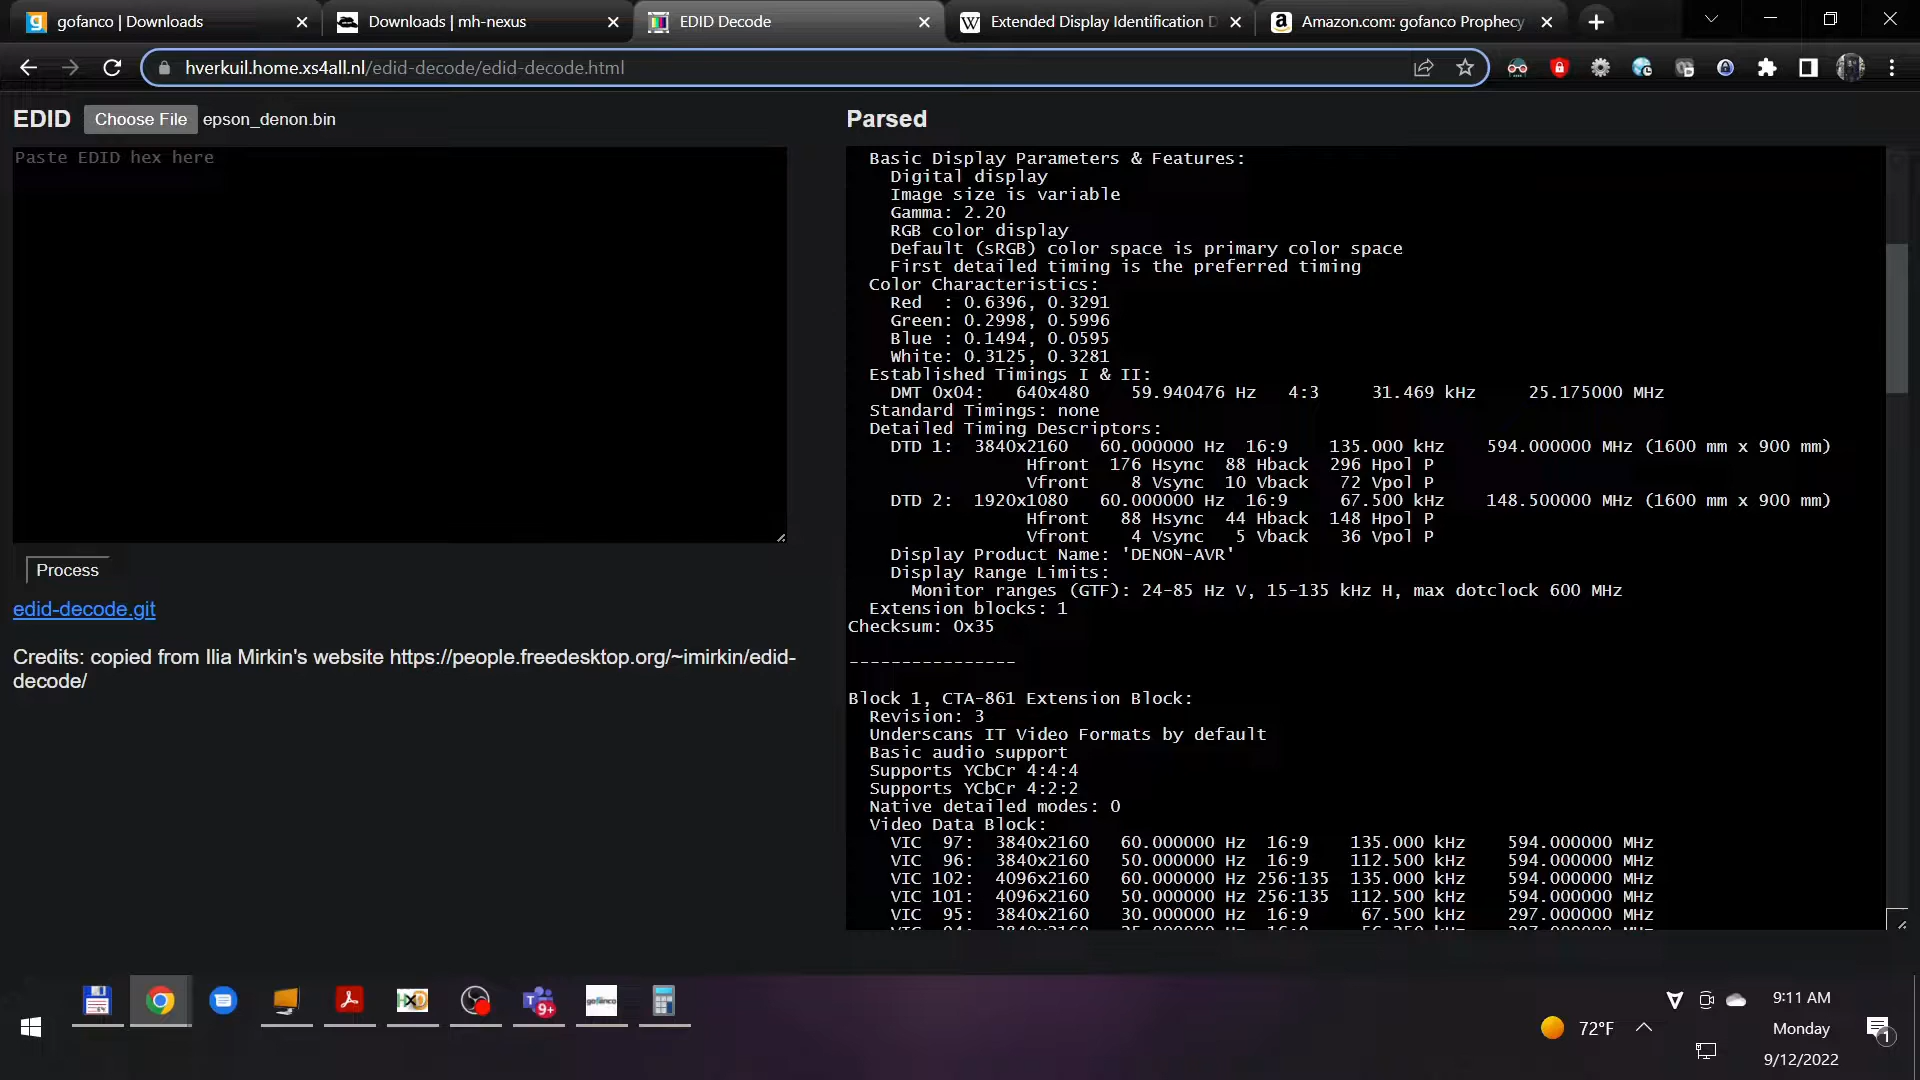 gofanco | Downloads
Downloads | mh-nexus
EDID Decode
Extended Display Identification D
Amazon.com: gofanco Prophecy
hverkuil.home.xs4all.nl/edid-decode/edid-decode.html
EDID Choose File epson_denon.bin
Paste EDID hex here
Process
edid-decode.git
Credits: copied from Ilia Mirkin's website https://people.freedesktop.org/~imirkin/edid-
decode/
Parsed
Basic Display Parameters & Features:
Digital display
Image size is variable
Gamma: 2.20
RGB color display
Default (sRGB) color space is primary color space
First detailed timing is the preferred timing
Color Characteristics:
Red  : 0.6396, 0.3291
Green: 0.2998, 0.5996
Blue : 0.1494, 0.0595
White: 0.3125, 0.3281
Established Timings I & II:
DMT 0x04:   640x480    59.940476 Hz   4:3     31.469 kHz     25.175000 MHz
Standard Timings: none
Detailed Timing Descriptors:
DTD 1:  3840x2160   60.000000 Hz  16:9    135.000 kHz    594.000000 MHz (1600 mm x 900 mm)
Hfront  176 Hsync  88 Hback  296 Hpol P
Vfront    8 Vsync  10 Vback   72 Vpol P
DTD 2:  1920x1080   60.000000 Hz  16:9     67.500 kHz    148.500000 MHz (1600 mm x 900 mm)
Hfront   88 Hsync  44 Hback  148 Hpol P
Vfront    4 Vsync   5 Vback   36 Vpol P
Display Product Name: 'DENON-AVR'
Display Range Limits:
Monitor ranges (GTF): 24-85 Hz V, 15-135 kHz H, max dotclock 600 MHz
Extension blocks: 1
Checksum: 0x35
----------------
Block 1, CTA-861 Extension Block:
Revision: 3
Underscans IT Video Formats by default
Basic audio support
Supports YCbCr 4:4:4
Supports YCbCr 4:2:2
Native detailed modes: 0
Video Data Block:
VIC  97:  3840x2160   60.000000 Hz  16:9    135.000 kHz    594.000000 MHz
VIC  96:  3840x2160   50.000000 Hz  16:9    112.500 kHz    594.000000 MHz
VIC 102:  4096x2160   60.000000 Hz 256:135  135.000 kHz    594.000000 MHz
VIC 101:  4096x2160   50.000000 Hz 256:135  112.500 kHz    594.000000 MHz
VIC  95:  3840x2160   30.000000 Hz  16:9     67.500 kHz    297.000000 MHz
HXD
T
9+
gofanco
72°F
9:11 AM
Monday
9/12/2022
1